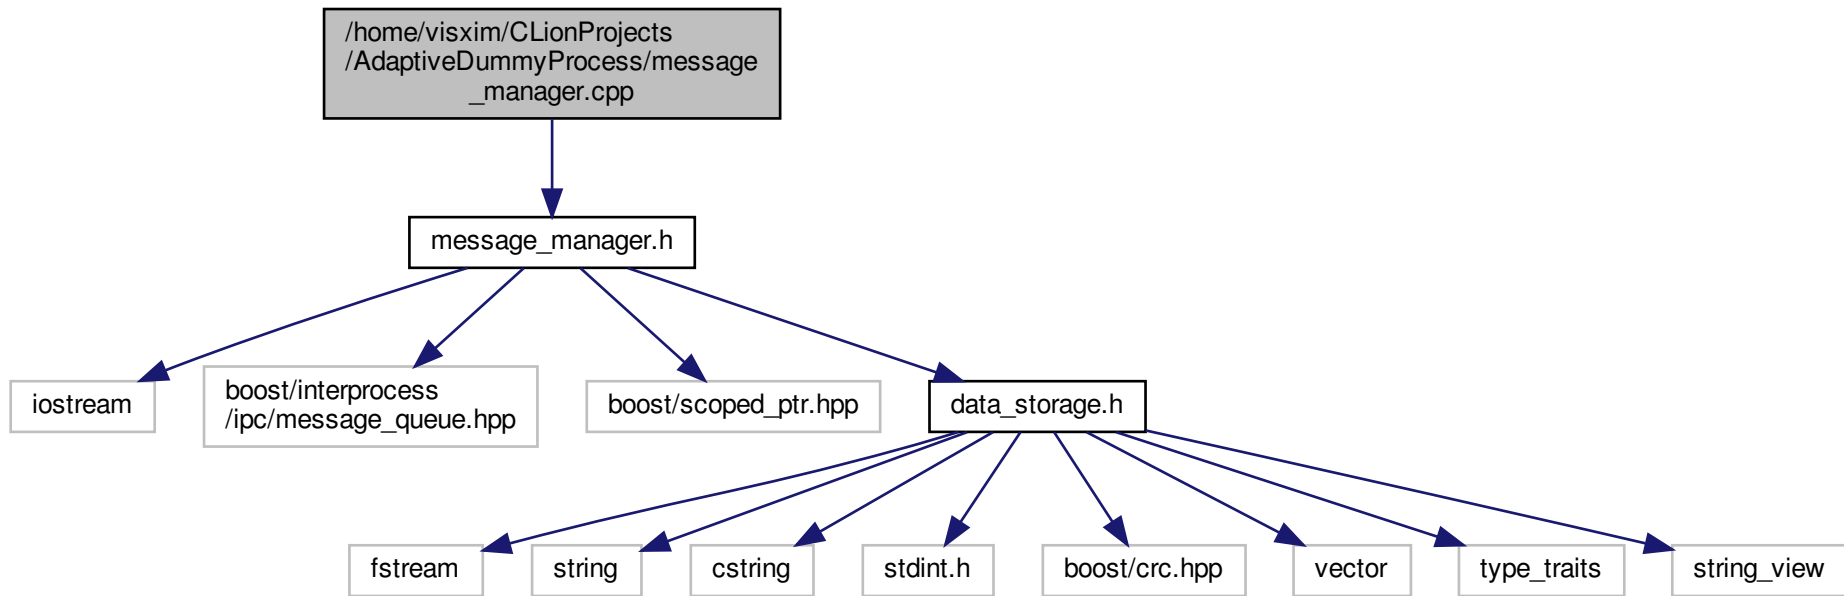 /home/visxim/CLionProjects
/AdaptiveDummyProcess/message
_manager.cpp
message_manager.h
iostream
boost/interprocess
/ipc/message_queue.hpp
boost/scoped_ptr.hpp
data_storage.h
fstream
string
cstring
stdint.h
boost/crc.hpp
vector
type_traits
string_view